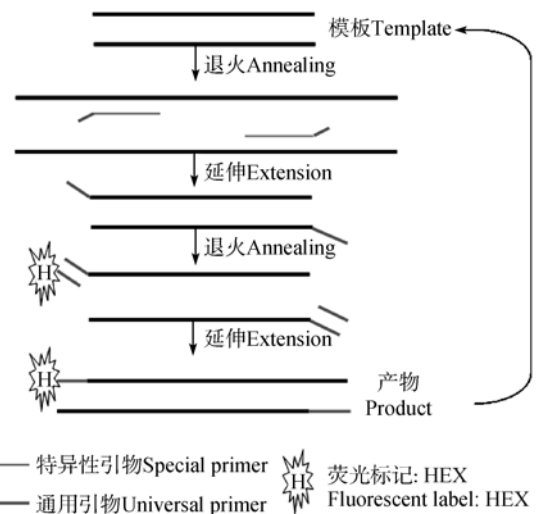 模板Template
退火Annealing
延伸Extension
退火Annealing
H
延伸Extension
H
产物
Product
特异性引物Special primer
通用引物Universal primer
H
荧光标记: HEX
Fluorescent label: HEX